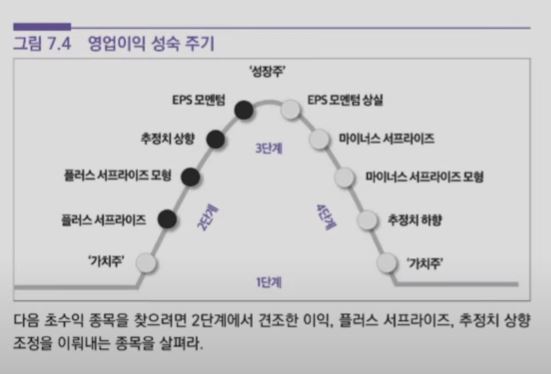 그림 7.4 영업이익 성숙 주기
'성장주'
EPS 모멘텀
EPS 모멘텀 상실
추정치 상향
마이너스 서프라이즈
3단계
플러스 서프라이즈 모형
마이너스 서프라이즈 모형
플러스 서프라이즈
2단계
4단계
추정치 하향
'가치주'
'가치주'
1단계
다음 초수익 종목을 찾으려면 2단계에서 견조한 이익, 플러스 서프라이즈, 추정치 상향
조정을 이뤄내는 종목을 살펴라.